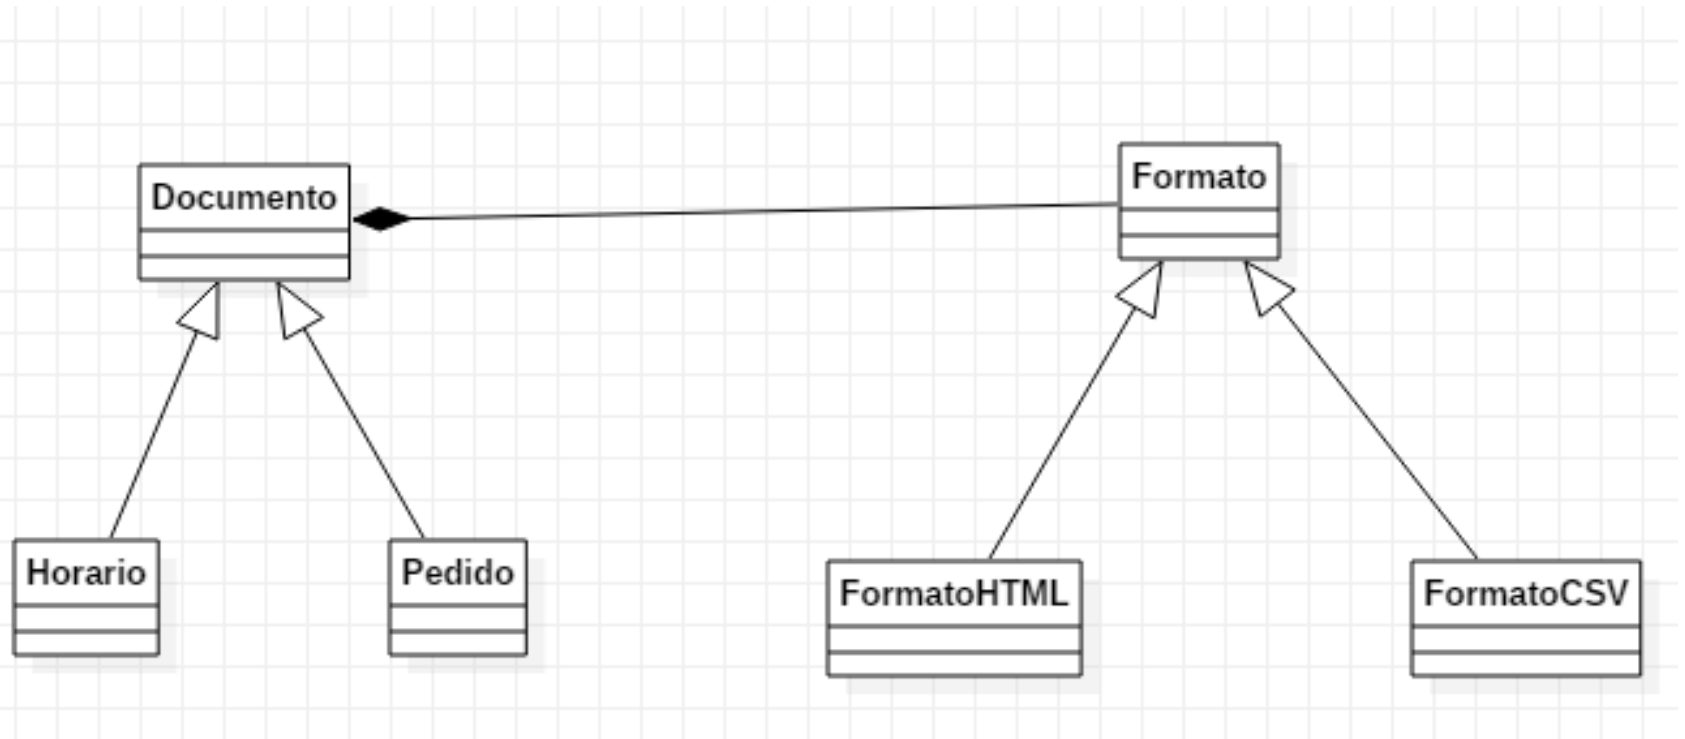 Documento
Formato
Horario
Pedido
FormatoHTML
FormatoCSV